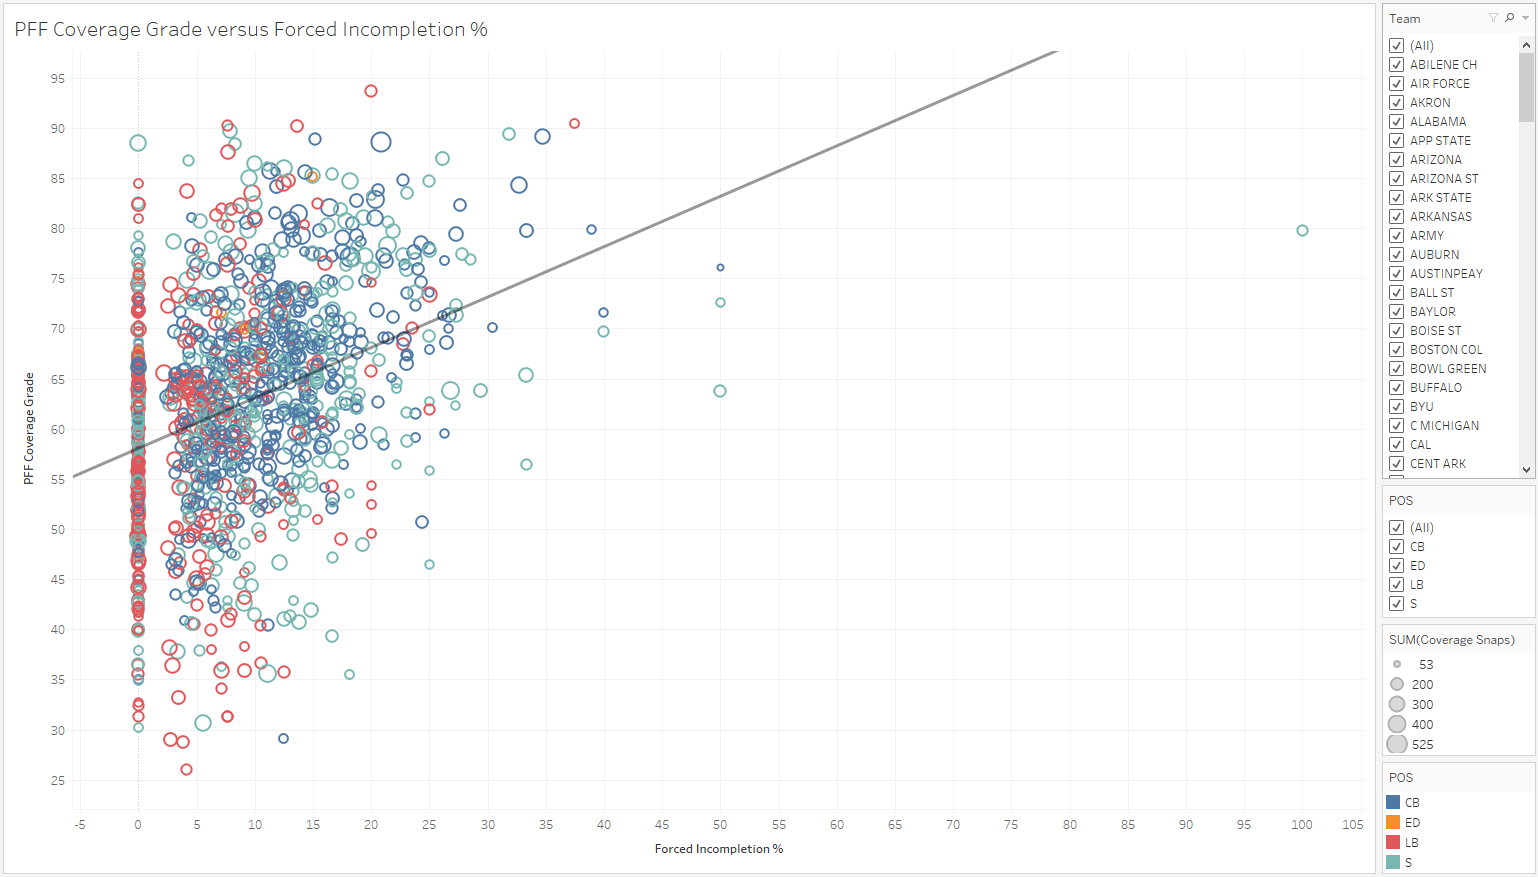 PFF Coverage Grade versus Forced Incompletion %
95
90
85
80
75
70
65
60
55
50
45
40
35
30
25
PFF Coverage Grade
-5 0 5 10 15 20 25 30 35 40 45 50 55 60 65 70 75 80 85 90 95 100 105
Forced Incompletion %
Team
(All)
ABILENE CH
AIR FORCE
AKRON
ALABAMA
APP STATE
ARIZONA
ARIZONA ST
ARK STATE
ARKANSAS
ARMY
AUBURN
AUSTINPEAY
BALL ST
BAYLOR
BOISE ST
BOSTON COL
BOWL GREEN
BUFFALO
BYU
C MICHIGAN
CAL
CENT ARK
POS
(All)
CB
ED
LB
S
SUM(Coverage Snaps)
53
200
300
400
525
POS
CB
ED
LB
S